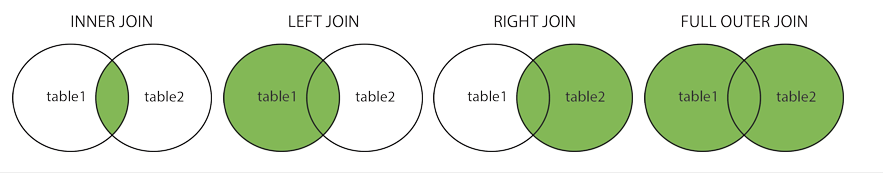 INNER JOIN
LEFT JOIN
RIGHT JOIN
FULL OUTER JOIN
table1
table2
table1
table2
table1
table2
table1
table2